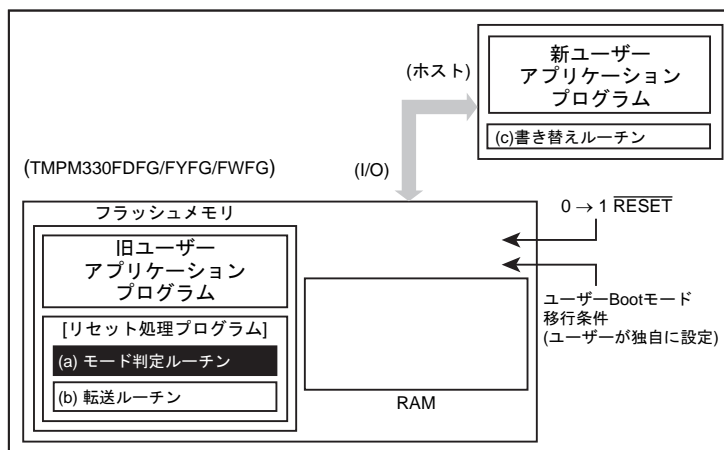 新ユーザー
アプリケーション
プログラム
(c)書き替えルーチン
(ホスト)
(I/O)
(TMPM330FDFG/FYFG/FWFG)
フラッシュメモリ
旧ユーザー
アプリケーション
プログラム
[リセット処理プログラム]
(a) モード判定ルーチン
(b) 転送ルーチン
RAM
0 → 1 RESET
ユーザーBootモード
移行条件
(ユーザーが独自に設定)